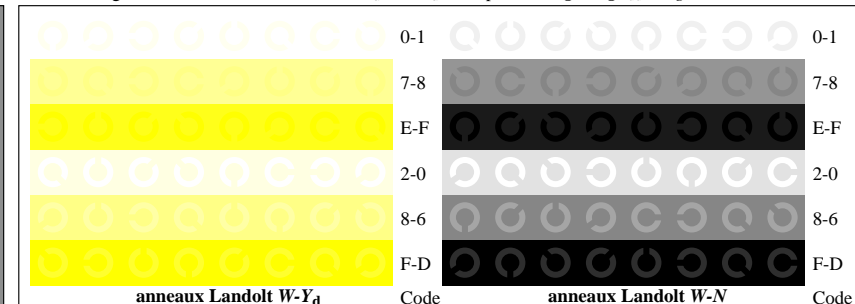 0-1 0-1
7-8 7-8
E-F E-F
2-0 2-0
8-6 8-6
F-D F-D
anneaux Landolt W-Yd Code anneaux Landolt W-N Code